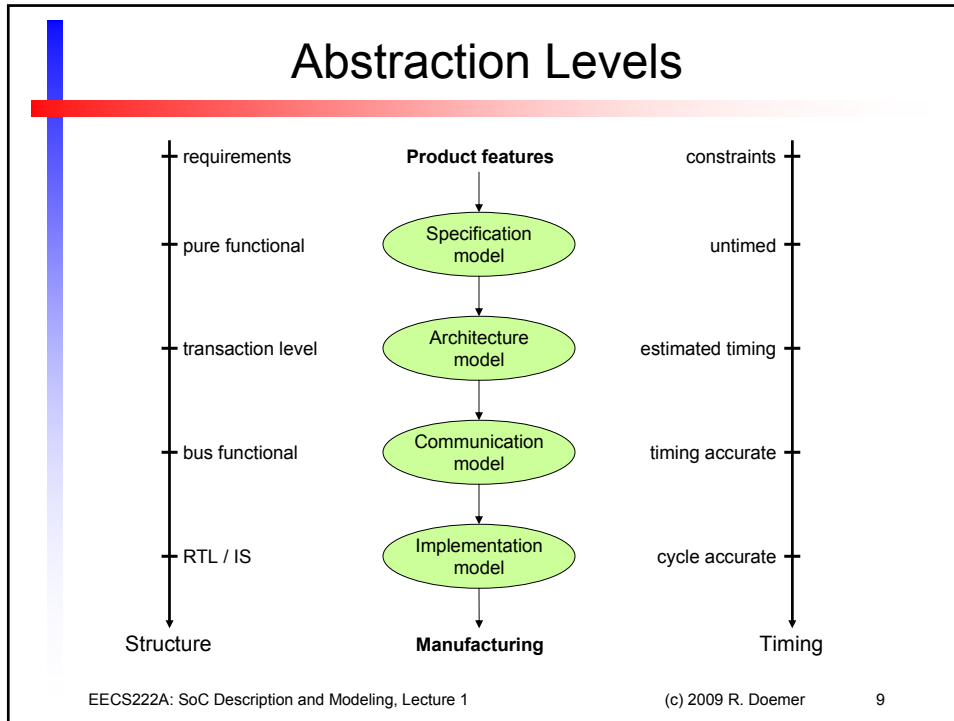 Abstraction Levels
requirements
Product features
constraints
pure functional
Specification
model
untimed
transaction level
Architecture
model
estimated timing
bus functional
Communication
model
timing accurate
RTL / IS
Implementation
model
cycle accurate
Structure
Manufacturing
Timing
EECS222A: SoC Description and Modeling, Lecture 1
(c) 2009 R. Doemer
9